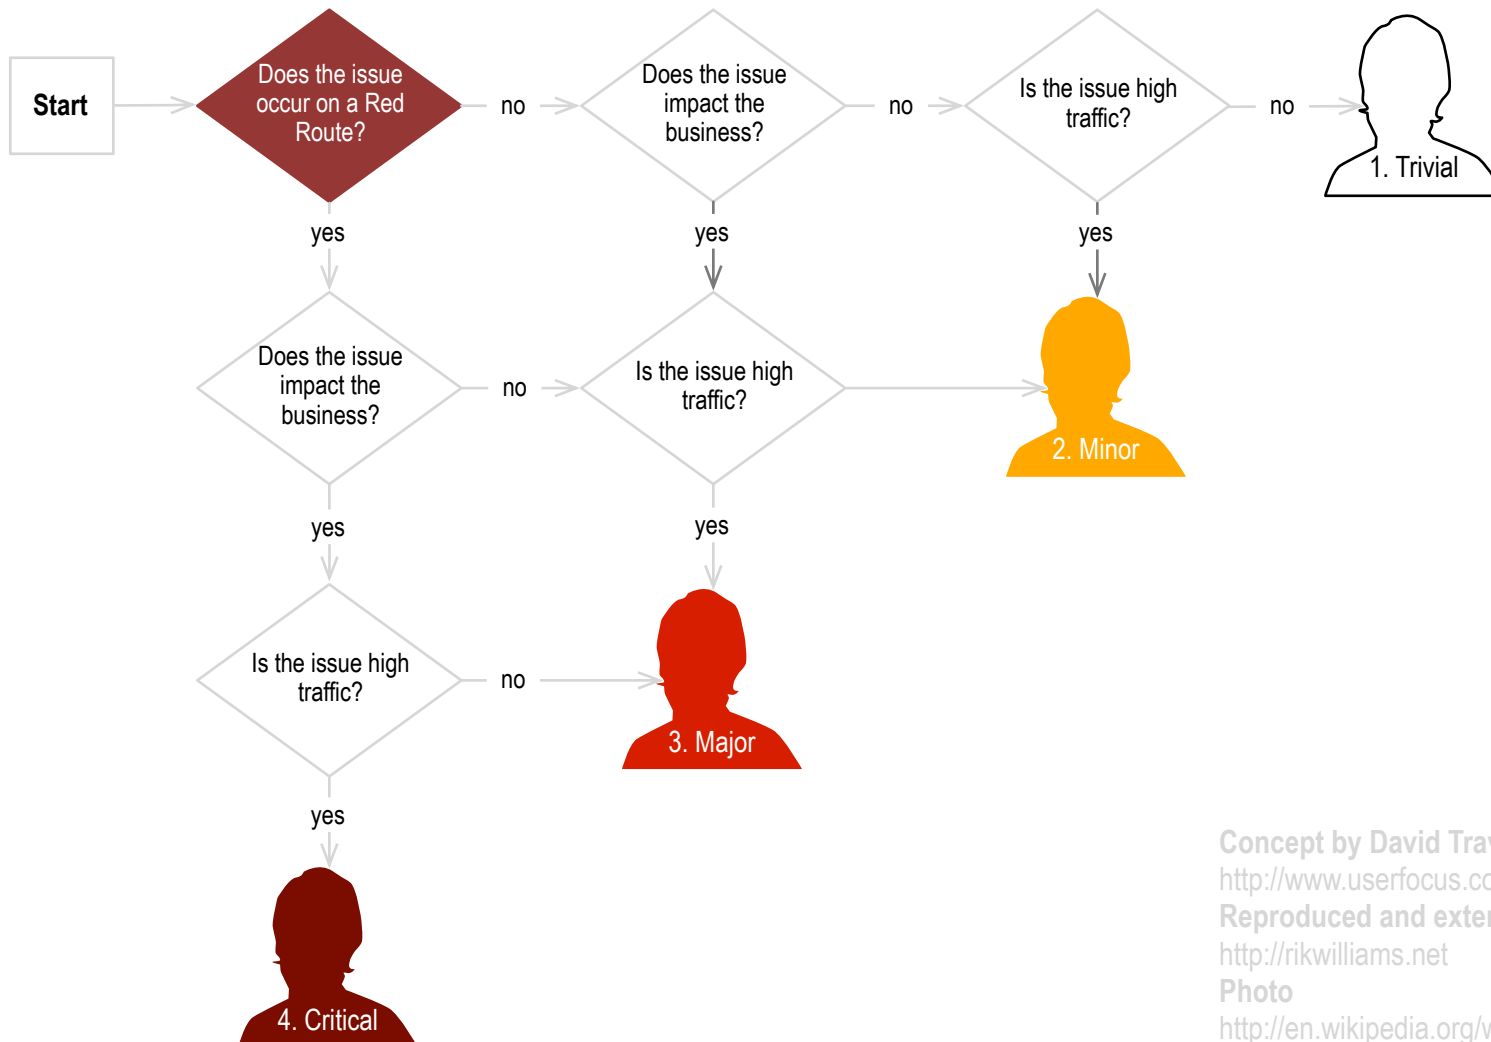 Start
Does the issue
occur on a Red
Route?
no
Does the issue
impact the
business?
no
Is the issue high
traffic?
no
1. Trivial
yes
yes
yes
Does the issue
impact the
business?
no
Is the issue high
traffic?
2. Minor
yes
yes
Is the issue high
traffic?
no
3. Major
yes
4. Critical
Concept by David
http://www.userfocus.co
Reproduced and
http://rikwilliams.net
Photo
http://en.wikipedia.org/